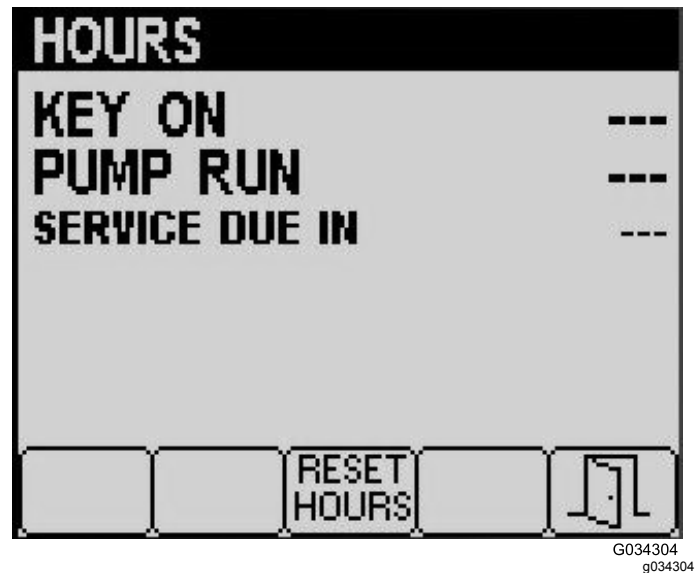 HOURS
KEY ON ---
PUMP RUN ---
SERVICE DUE IN ---
RESET
HOURS
G034304
g034304